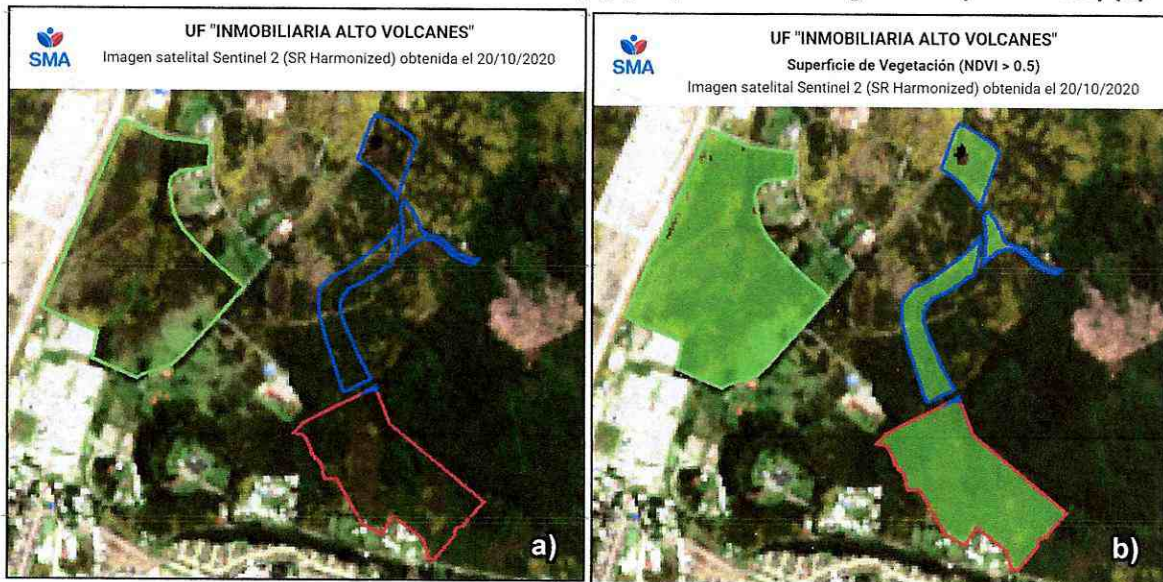 UF "INMOBILIARIA ALTO VOLCANES"
SMA
Imagen satelital Sentinel 2 (SR Harmonized) obtenida el 20/10/2020
a)
UF "INMOBILIARIA ALTO VOLCANES"
SMA
Superficie de Vegetación (NDVI > 0.5)
Imagen satelital Sentinel 2 (SR Harmonized) obtenida el 20/10/2020
b)